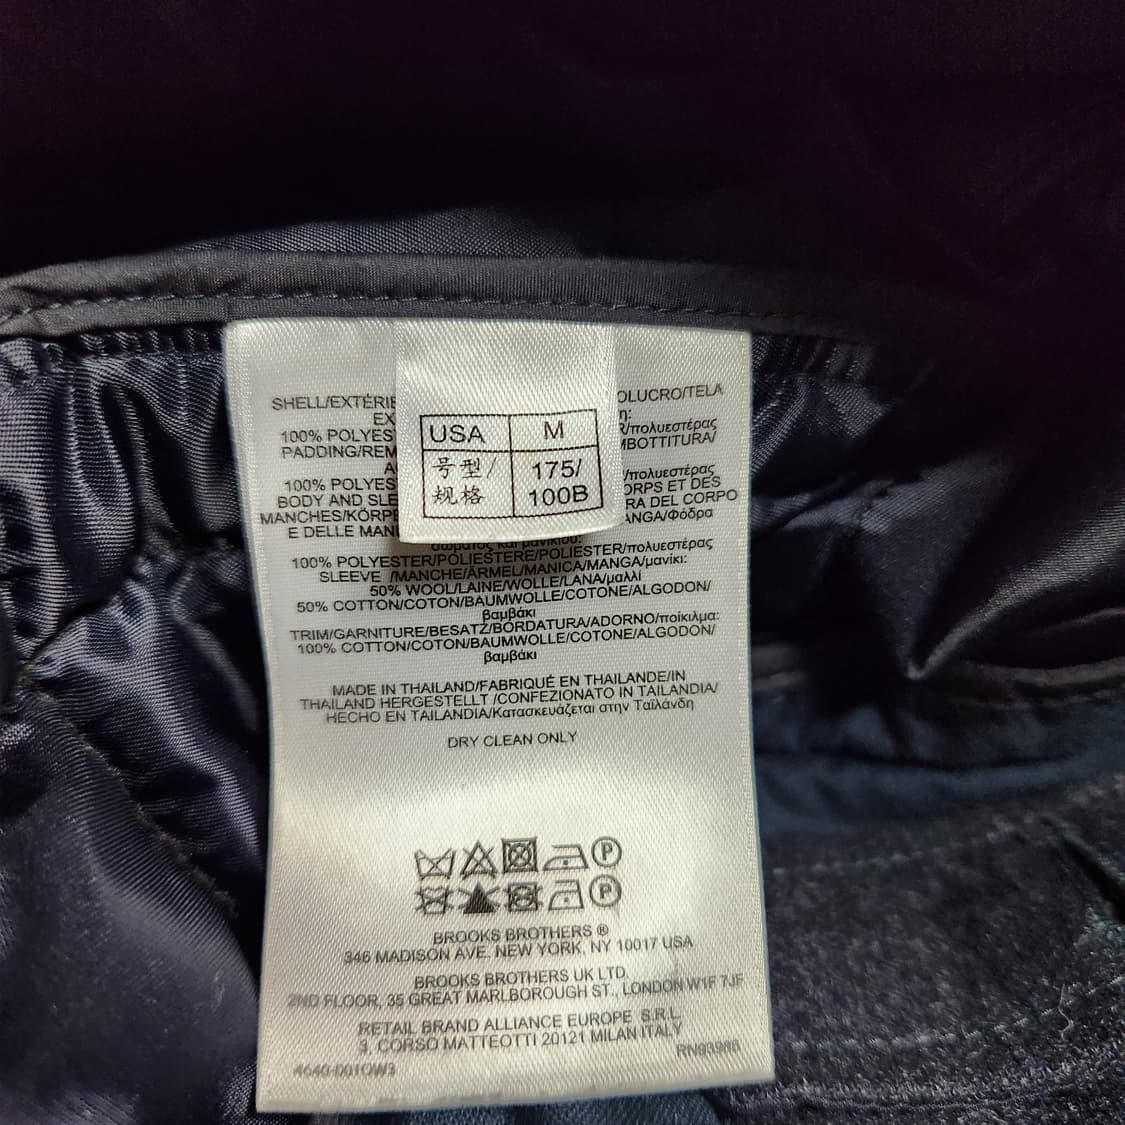 SHELL/EXTÉRIE OLUCRO/TELA
EX η:
100% POLYES R/πολυεστέρας
PADDING/REM MBOTTITURA/
A
100% POLYES /πολυεστέρας
BODY AND SLE ORPS ET DES
MANCHES/KÖRPE RA DEL CORPO
E DELLE MAN ANGA/Φόδρα
USA M
号型/ 175/
规格 100B
100% POLYESTER/POLIESTERE/POLIESTER/πολυεστέρας
SLEEVE /MANCHE/ÄRMEL/MANICA/MANGA/μανίκι:
50% WOOL/LAINE/WOLLE/LANA/μαλλί
50% COTTON/COTON/BAUMWOLLE/COTONE/ALGODON/
βαμβάκι
TRIM/GARNITURE/BESATZ/BORDATURA/ADORNO/ποίκιλμα:
100% COTTON/COTON/BAUMWOLLE/COTONE/ALGODON/
βαμβάκι
MADE IN THAILAND/FABRIQUÉ EN THAILANDE/IN
THAILAND HERGESTELLT /CONFEZIONATO IN TAILANDIA/
HECHO EN TAILANDIA/Κατασκευάζεται στην Ταϊλάνδη
DRY CLEAN ONLY
P
P
BROOKS BROTHERS ®
346 MADISON AVE. NEW YORK, NY 10017 USA
BROOKS BROTHERS UK LTD.
2ND FLOOR, 35 GREAT MARLBOROUGH ST., LONDON W1F 7JF
RETAIL BRAND ALLIANCE EUROPE S.R.L.
3, CORSO MATTEOTTI 20121 MILAN ITALY
RN93985
4640-001QW3